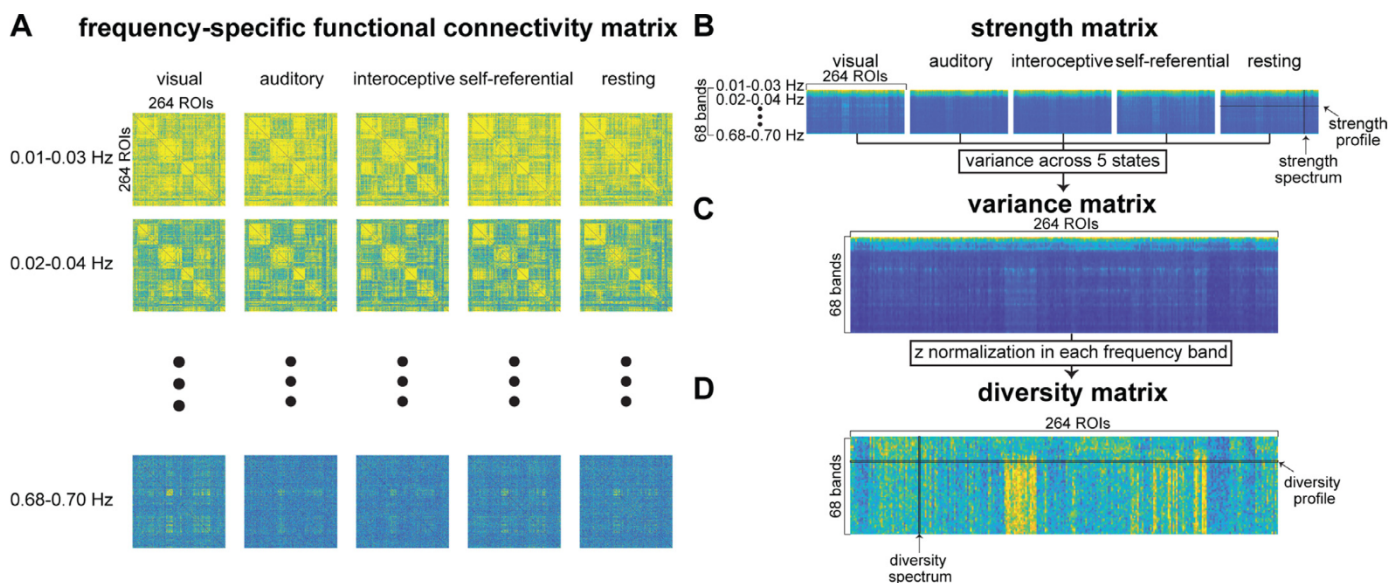 A
frequency-specific functional connectivity matrix
visual auditory interoceptive self-referential resting
264 ROIs
264 ROIs
0.01-0.03 Hz
0.02-0.04 Hz
0.68-0.70 Hz
B
strength matrix
visual auditory interoceptive self-referential resting
264 ROIs
68 bands
0.01-0.03 Hz
0.02-0.04 Hz
0.68-0.70 Hz
strength
profile
strength
spectrum
variance across 5 states
C
variance matrix
264 ROIs
68 bands
z normalization in each frequency band
D
diversity matrix
264 ROIs
68 bands
diversity
profile
diversity
spectrum